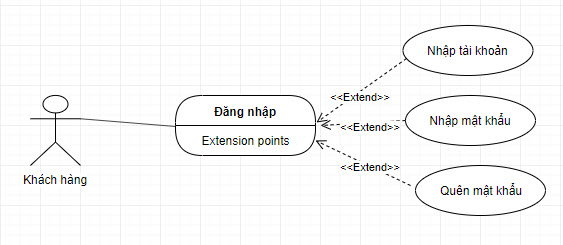 Nhập tài khoản
<<Extend>>
Đăng nhập
Extension points
<<Extend>>
Nhập mật khẩu
<<Extend>>
Khách hàng
Quên mật khẩu